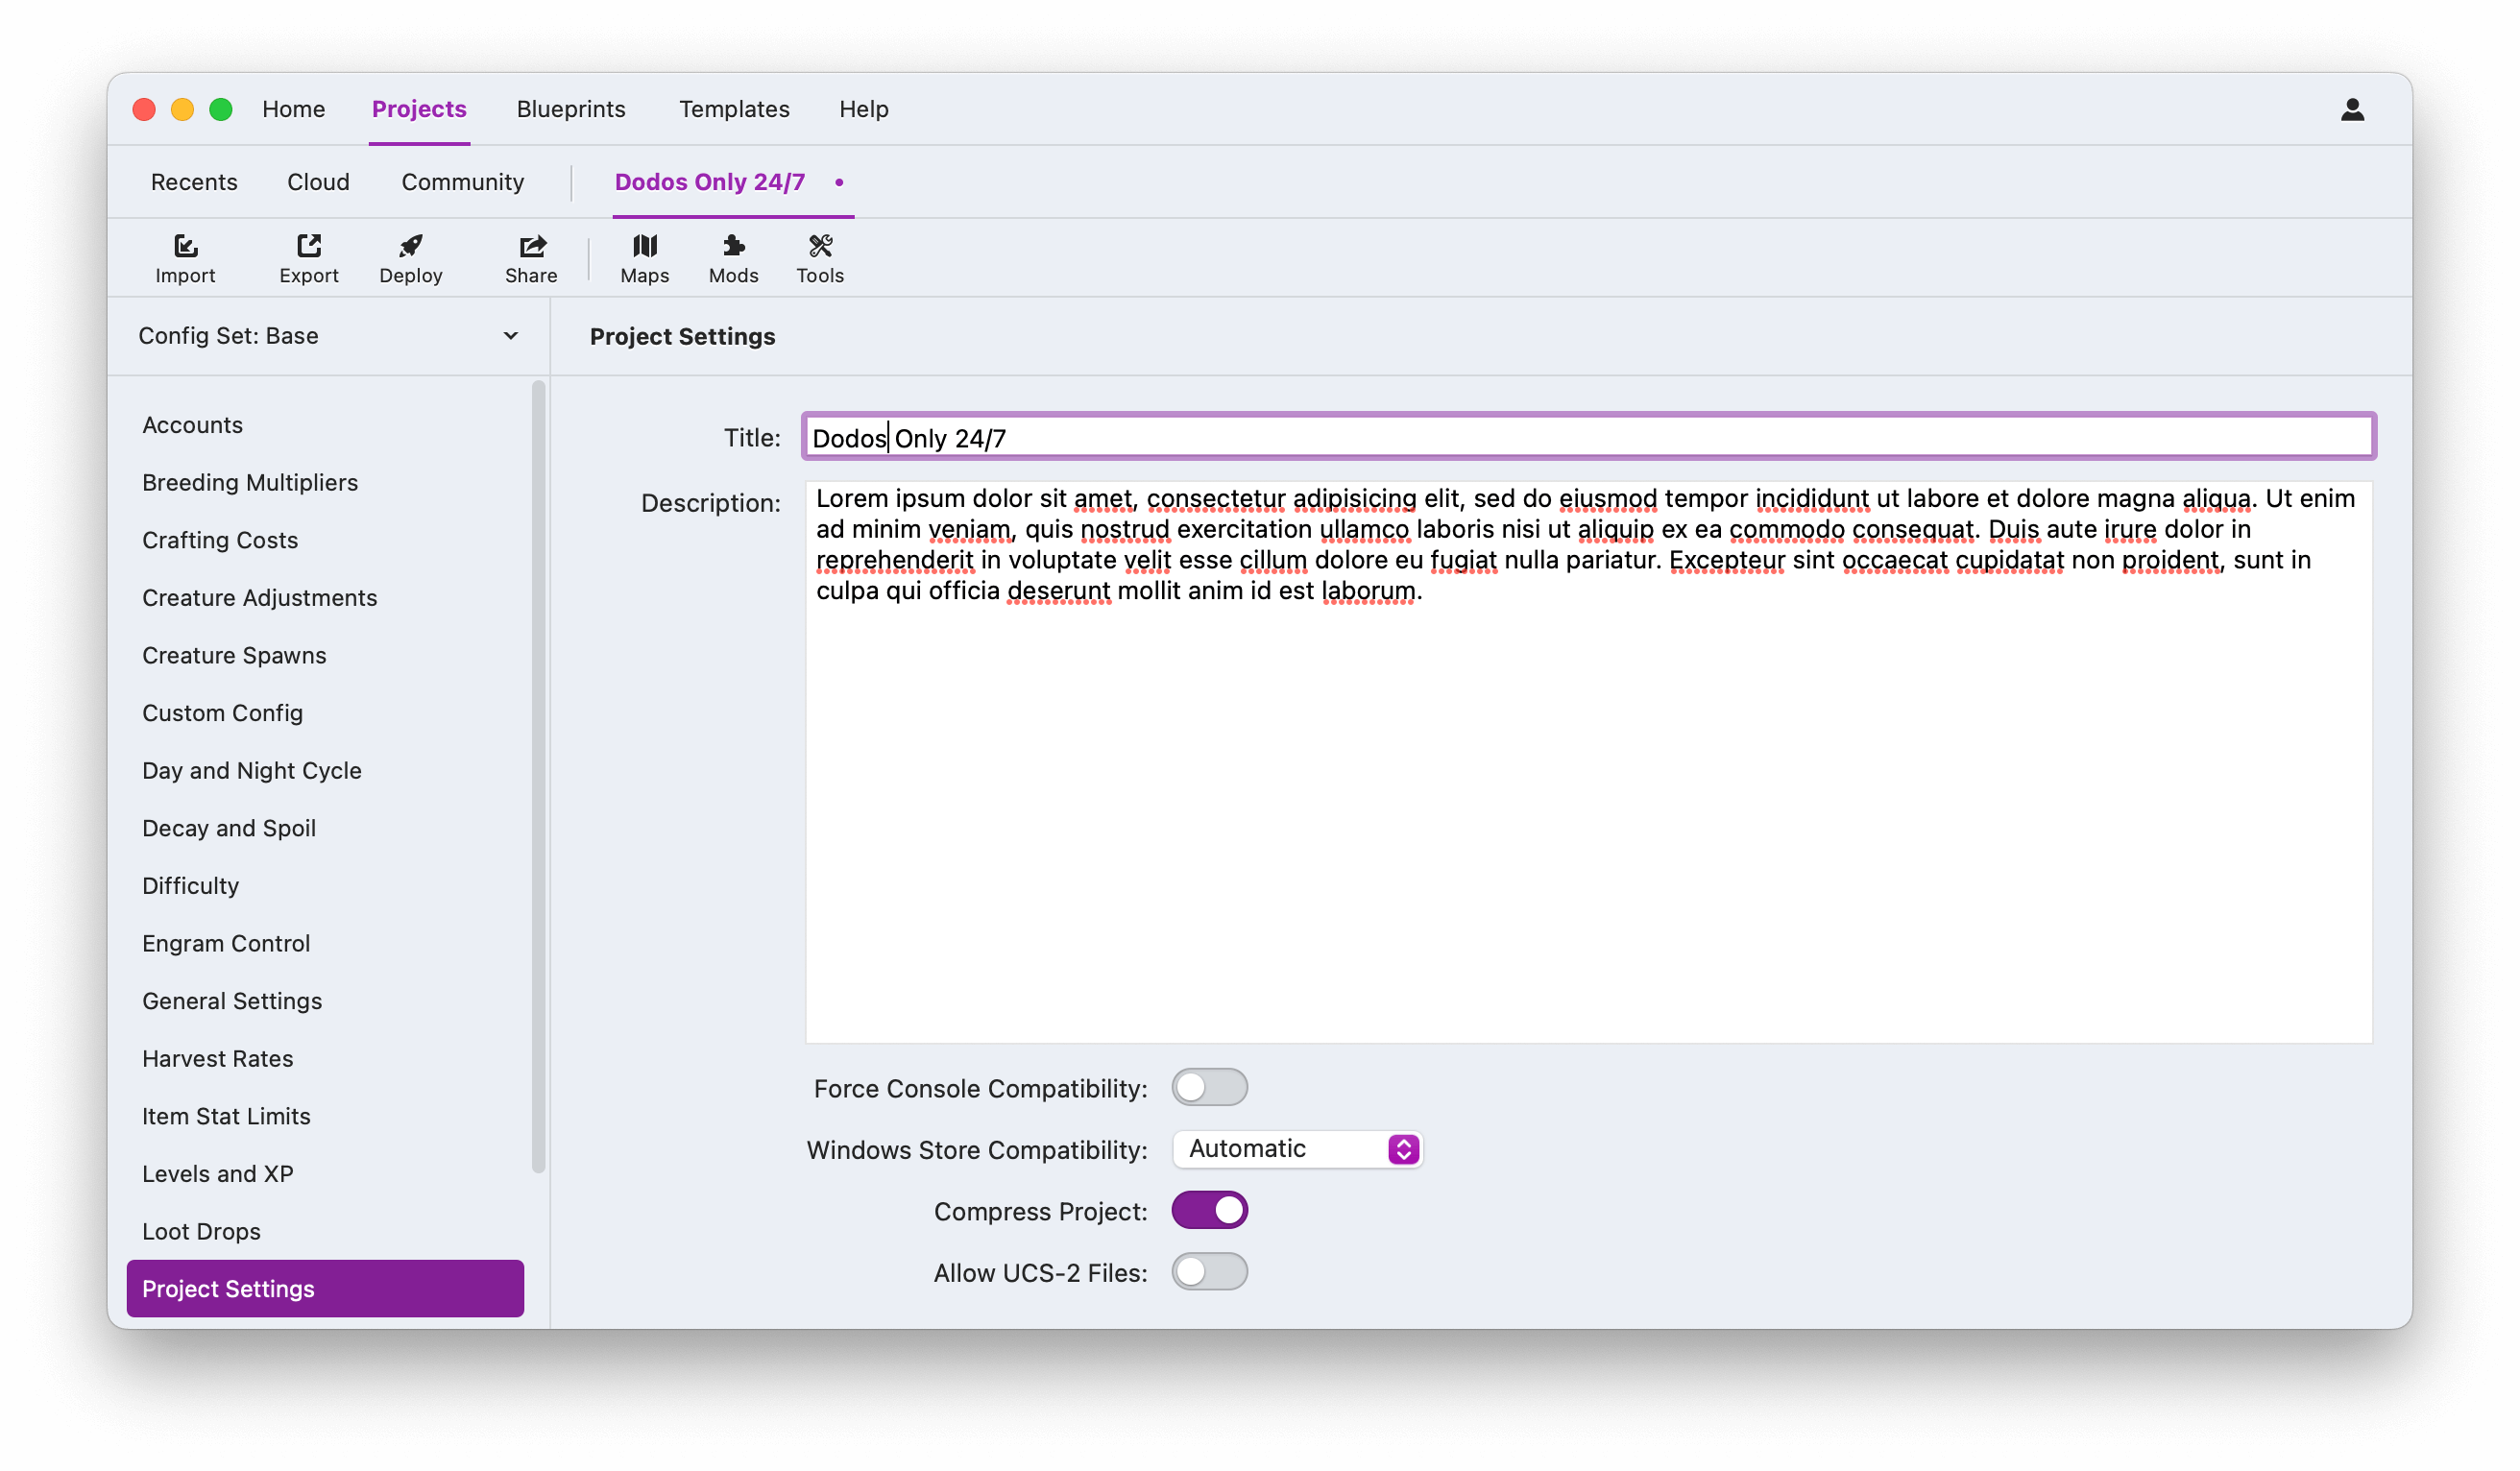 Home Projects Blueprints Templates Help
Recents Cloud Community Dodos Only 24/7 •
Import Export Deploy Share Maps Mods Tools
Config Set: Base
Project Settings
Accounts
Breeding Multipliers
Crafting Costs
Creature Adjustments
Creature Spawns
Custom Config
Day and Night Cycle
Decay and Spoil
Difficulty
Engram Control
General Settings
Harvest Rates
Item Stat Limits
Levels and XP
Loot Drops
Project Settings
Title: Dodos Only 24/7
Description: Lorem ipsum dolor sit amet, consectetur adipisicing elit, sed do eiusmod tempor incididunt ut labore et dolore magna aliqua. Ut enim
ad minim veniam, quis nostrud exercitation ullamco laboris nisi ut aliquip ex ea commodo consequat. Duis aute irure dolor in
reprehenderit in voluptate velit esse cillum dolore eu fugiat nulla pariatur. Excepteur sint occaecat cupidatat non proident, sunt in
culpa qui officia deserunt mollit anim id est laborum.
Force Console Compatibility:
Windows Store Compatibility: Automatic
Compress Project:
Allow UCS-2 Files: